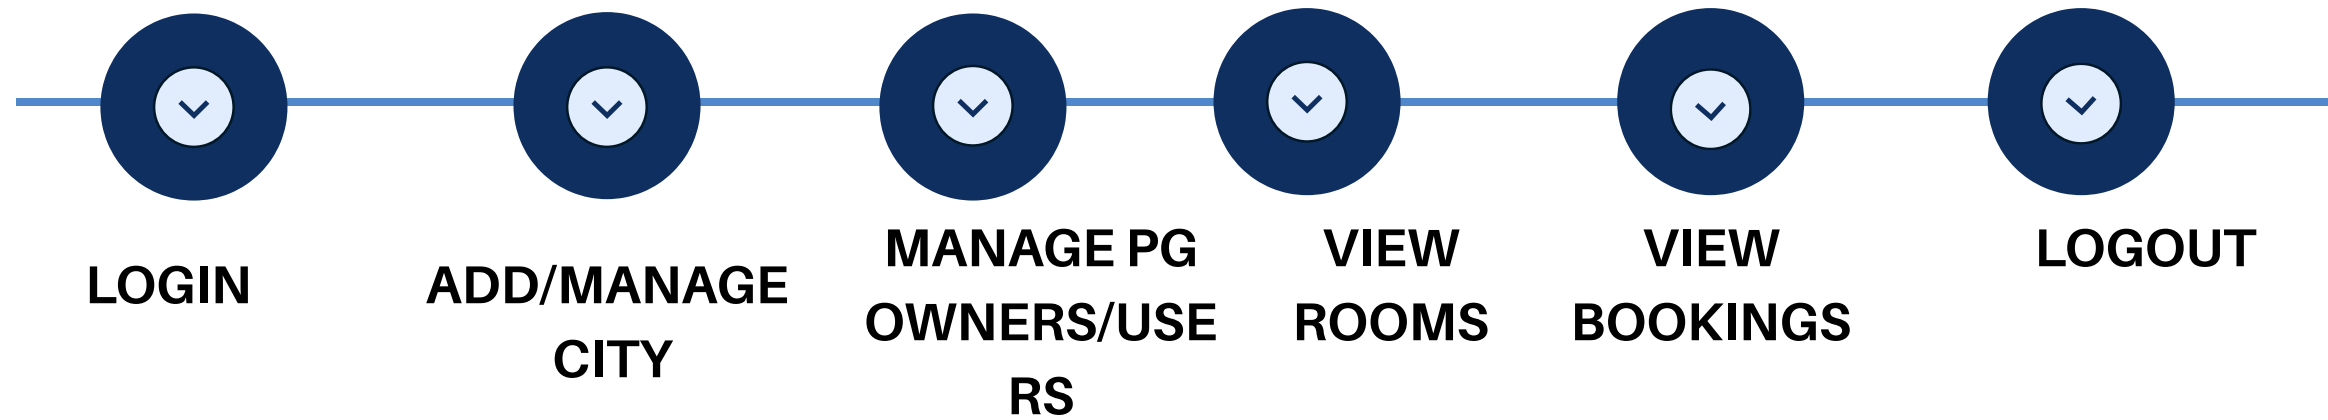 LOGIN
ADD/MANAGE
CITY
MANAGE PG
OWNERS/USE
RS
VIEW
ROOMS
VIEW
BOOKINGS
LOGOUT